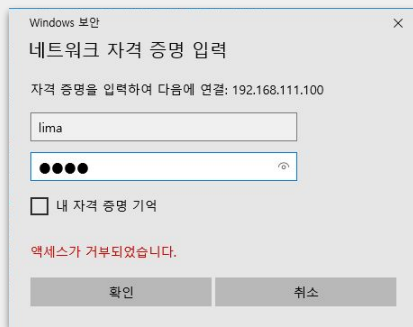 Windows 보안
네트워크 자격 증명 입력
자격 증명을 입력하여 다음에 연결: 192.168.111.100
lima
●●●●
내 자격 증명 기억
액세스가 거부되었습니다.
확인
취소